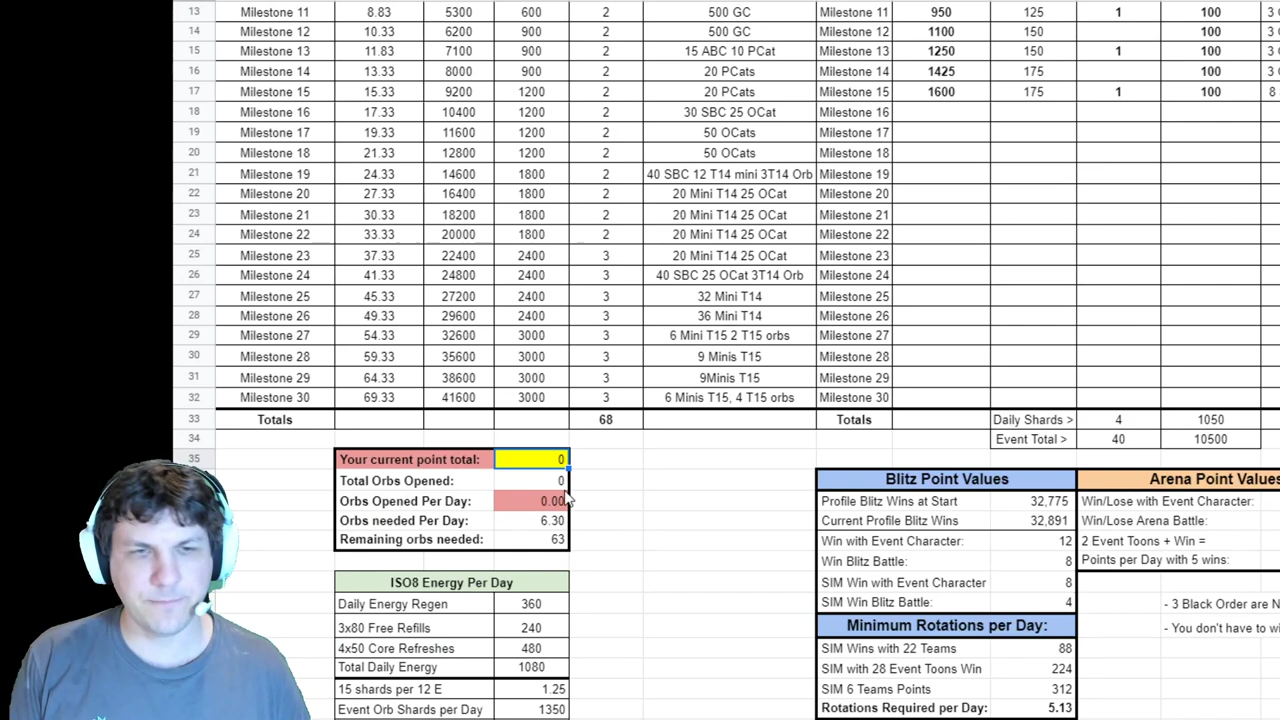 13 Milestone 11 8.83 5300 600 2 500 GC Milestone 11 950 125 1 100 3
14 Milestone 12 10.33 6200 900 2 500 GC Milestone 12 1100 150 100 3
15 Milestone 13 11.83 7100 900 2 15 ABC 10 PCat Milestone 13 1250 150 1 100 3
16 Milestone 14 13.33 8000 900 2 20 PCats Milestone 14 1425 175 100 3
17 Milestone 15 15.33 9200 1200 2 20 PCats Milestone 15 1600 175 1 100 8
18 Milestone 16 17.33 10400 1200 2 30 SBC 25 OCat Milestone 16
19 Milestone 17 19.33 11600 1200 2 50 OCats Milestone 17
20 Milestone 18 21.33 12800 1200 2 50 OCats Milestone 18
21 Milestone 19 24.33 14600 1800 2 40 SBC 12 T14 mini 3T14 Orb Milestone 19
22 Milestone 20 27.33 16400 1800 2 20 Mini T14 25 OCat Milestone 20
23 Milestone 21 30.33 18200 1800 2 20 Mini T14 25 OCat Milestone 21
24 Milestone 22 33.33 20000 1800 2 20 Mini T14 25 OCat Milestone 22
25 Milestone 23 37.33 22400 2400 3 20 Mini T14 25 OCat Milestone 23
26 Milestone 24 41.33 24800 2400 3 40 SBC 25 OCat 3T14 Orb Milestone 24
27 Milestone 25 45.33 27200 2400 3 32 Mini T14 Milestone 25
28 Milestone 26 49.33 29600 2400 3 36 Mini T14 Milestone 26
29 Milestone 27 54.33 32600 3000 3 6 Mini T15 2 T15 orbs Milestone 27
30 Milestone 28 59.33 35600 3000 3 9 Minis T15 Milestone 28
31 Milestone 29 64.33 38600 3000 3 9Minis T15 Milestone 29
32 Milestone 30 69.33 41600 3000 3 6 Minis T15, 4 T15 orbs Milestone 30
33 Totals 68 Totals Daily Shards > 4 1050
34 Event Total > 40 10500
35 Your current point total: 0
Total Orbs Opened: 0
Orbs Opened Per Day: 0.00
Orbs needed Per Day: 6.30
Remaining orbs needed: 63
Blitz Point Values
Profile Blitz Wins at Start 32,775
Current Profile Blitz Wins 32,891
Win with Event Character: 12
Win Blitz Battle: 8
SIM Win with Event Character 8
SIM Win Blitz Battle: 4
Minimum Rotations per Day:
SIM Wins with 22 Teams 88
SIM with 28 Event Toons Win 224
SIM 6 Teams Points 312
Rotations Required per Day: 5.13
Arena Point Values
Win/Lose with Event Character:
Win/Lose Arena Battle:
2 Event Toons + Win =
Points per Day with 5 wins:
- 3 Black Order are
- You don't have to
ISO8 Energy Per Day
Daily Energy Regen 360
3x80 Free Refills 240
4x50 Core Refreshes 480
Total Daily Energy 1080
15 shards per 12 E 1.25
Event Orb Shards per Day 1350